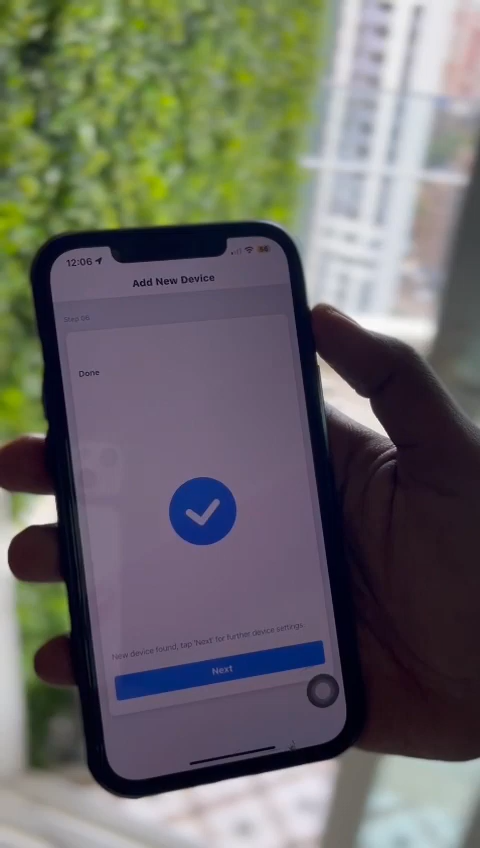 12:06
Add New Device
Step 06
Done
New device found, tap 'Next' for further device settings.
Next